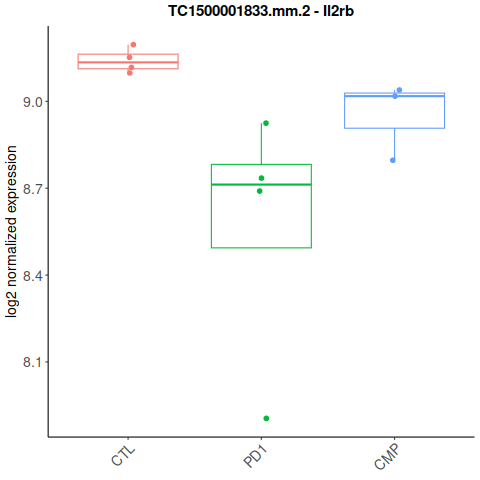 TC1500001833.mm.2 - Il2rb
log2 normalized expression
9.0
8.7
8.4
8.1
CTL
PD1
CMP